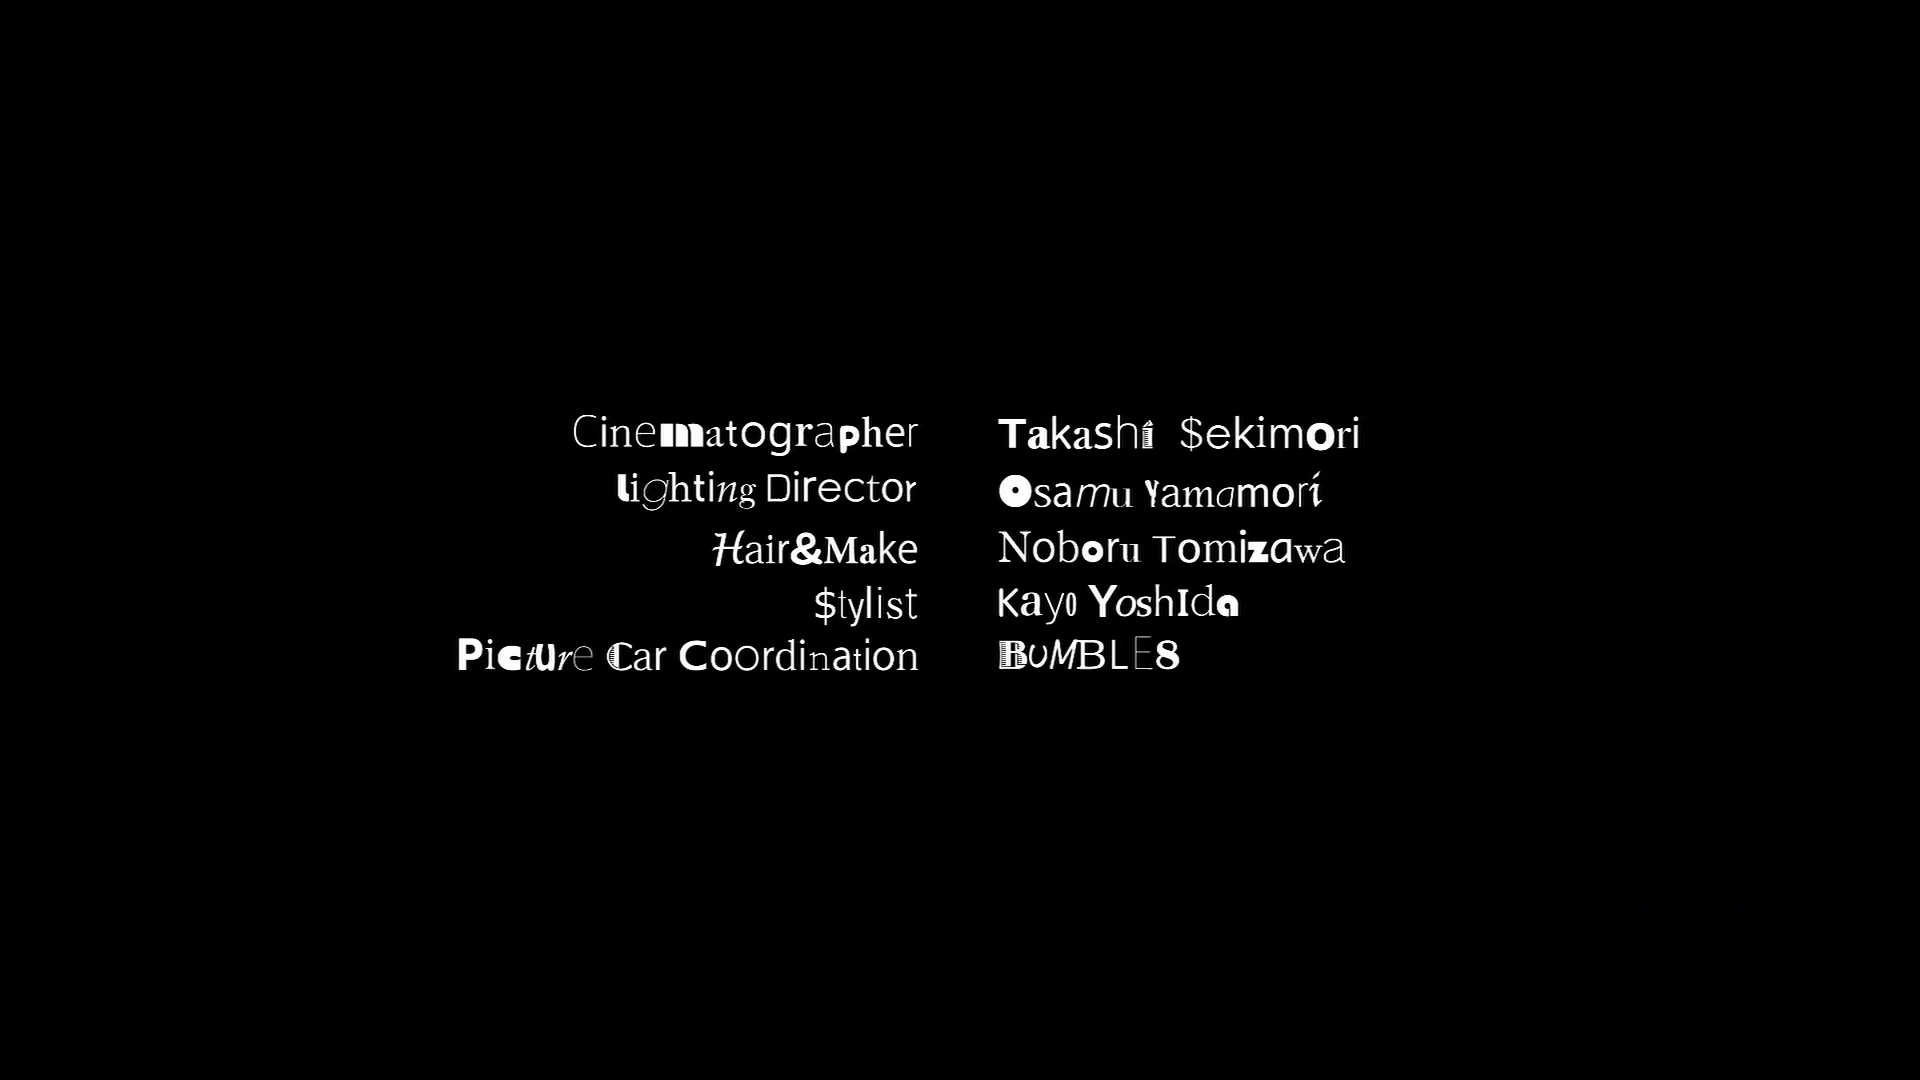 Cinematographer Takashi $ekimori
Lighting Director Osamu Yamamori
Hair&Make Noboru Tomizawa
$tylist Kayo YoshIda
Picture Car Coordination BuMBLE8